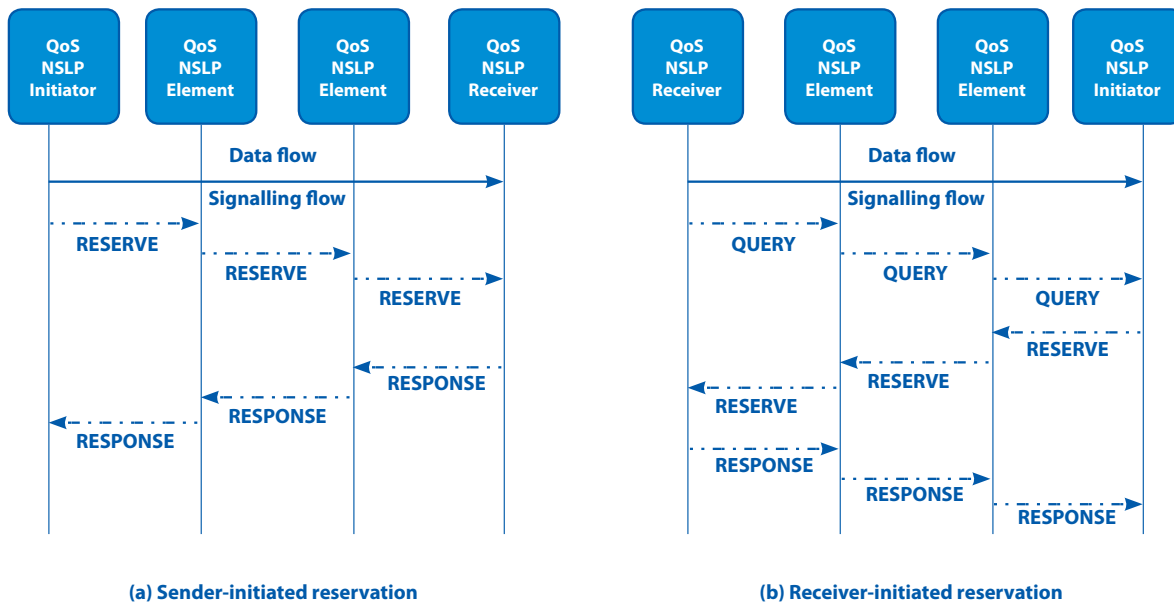 QoS
NSLP
Initiator
QoS
NSLP
Element
QoS
NSLP
Element
QoS
NSLP
Receiver
Data flow
Signalling flow
RESERVE
RESERVE
RESERVE
RESPONSE
RESPONSE
RESPONSE
(a) Sender-initiated reservation
QoS
NSLP
Receiver
QoS
NSLP
Element
QoS
NSLP
Element
QoS
NSLP
Initiator
Data flow
Signalling flow
QUERY
QUERY
QUERY
RESERVE
RESERVE
RESERVE
RESPONSE
RESPONSE
RESPONSE
(b) Receiver-initiated reservation